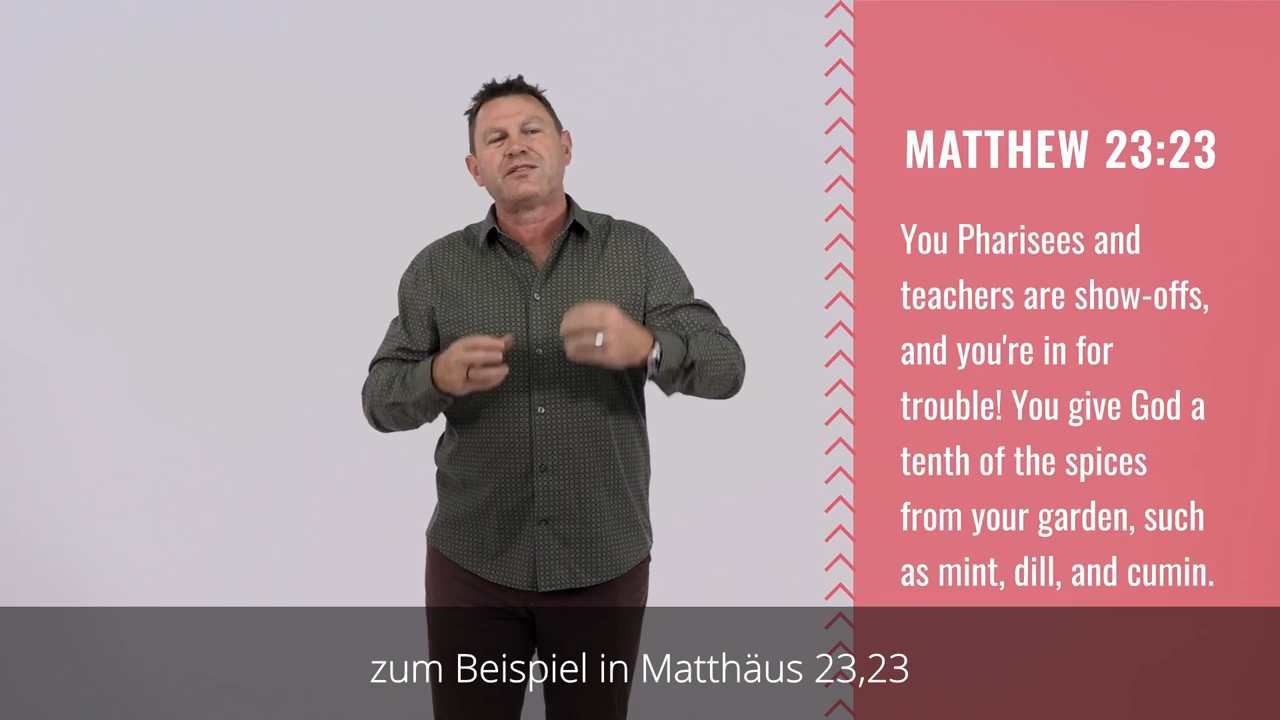 MATTHEW 23:23
You Pharisees and
teachers are show-offs,
and you're in for
trouble! You give God a
tenth of the spices
from your garden, such
as mint, dill, and cumin.
zum Beispiel in Matthäus 23,23